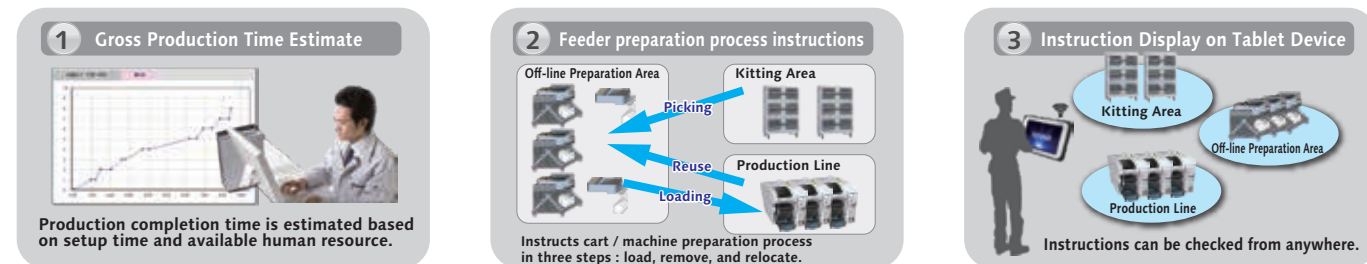 1 Gross Production Time Estimate
Production completion time is estimated based
on setup time and available human resource.
2 Feeder preparation process instructions
Off-line Preparation Area
Kitting Area
Picking
Reuse
Production Line
Loading
Instructs cart / machine preparation process
in three steps : load, remove, and relocate.
3 Instruction Display on Tablet Device
Kitting Area
Off-line Preparation Area
Production Line
Instructions can be checked from anywhere.